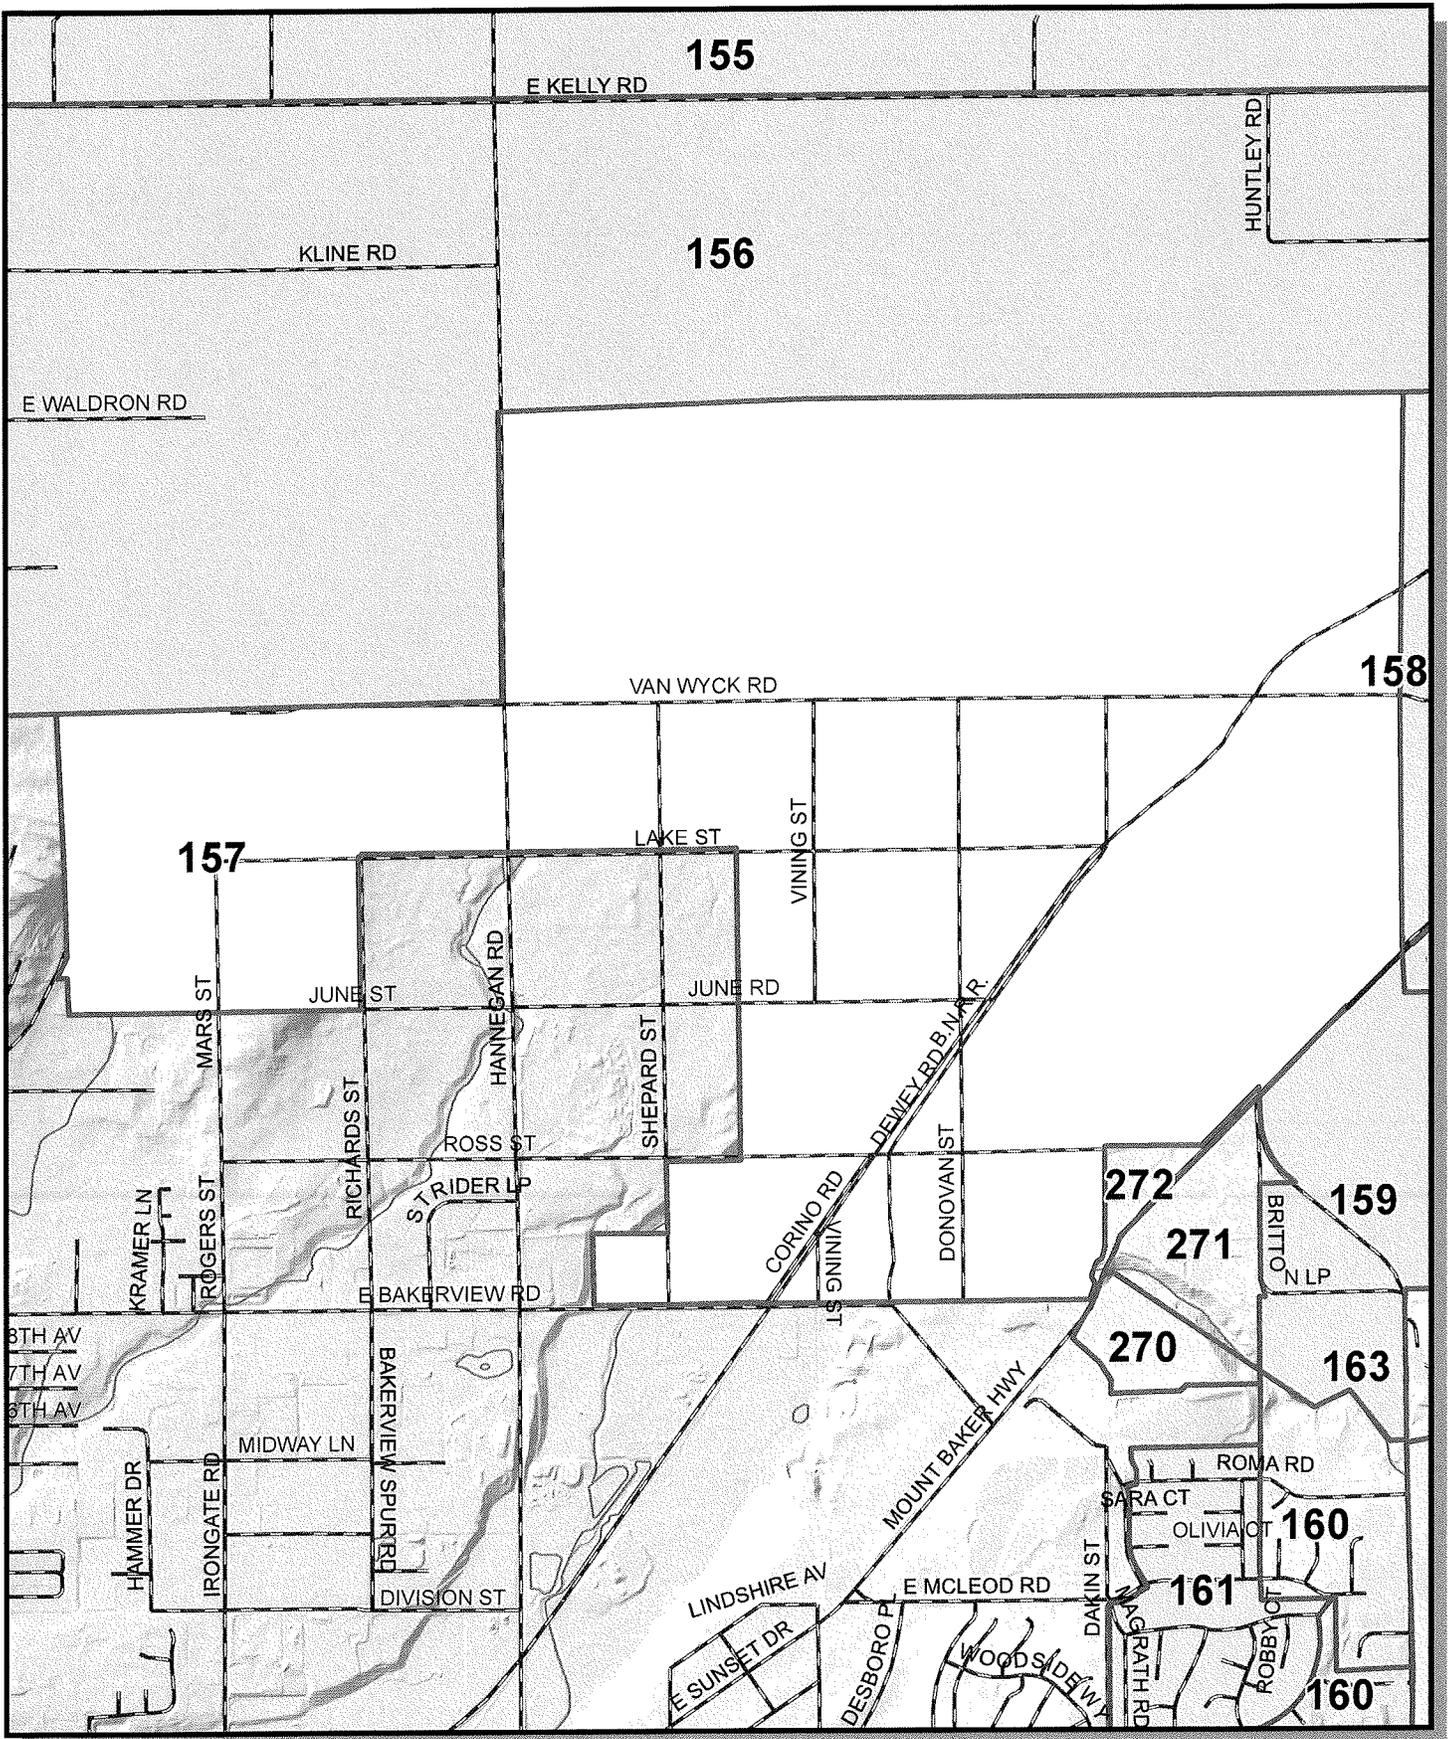 155
E KELLY RD
HUNTLEY RD
KLINE RD
156
E WALDRON RD
158
VAN WYCK RD
LAKE ST
VINING ST
157
MARS ST
JUNE ST
HANNEGAN RD
JUNE RD
B.N.R.R.
DEWEY RD
SHEPARD ST
RICHARDS ST
ROSS ST
DONOVAN ST
STRIDER LP
272
159
271
BRITTON LP
KRAMER LN
ROGERS ST
CORINO RD
VINING ST
E BAKERVIEW RD
8TH AV
7TH AV
6TH AV
270
163
BAKERVIEW SPUR RD
MOUNT BAKER HWY
MIDWAY LN
HAMMER DR
IRONGATE RD
ROMA RD
SARA CT
OLIVIA CT
160
DIVISION ST
LINDSHIRE AV
E MCLEOD RD
DAKIN ST
161
MAGRATH RD
ROBBY CT
E SUNSET DR
DESBORO PL
WOODSIDE WY
160